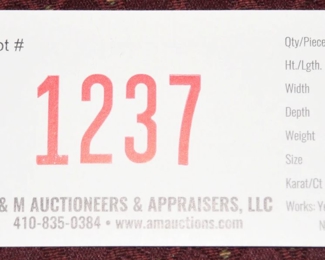 ot #
1237
& M AUCTIONEERS & APPRAISERS, LLC
410-835-0384 • www.amauctions.com
Qty/Piece
Ht./Lgth.
Width
Depth
Weight
Size
Karat/Ct
Works: Y
N